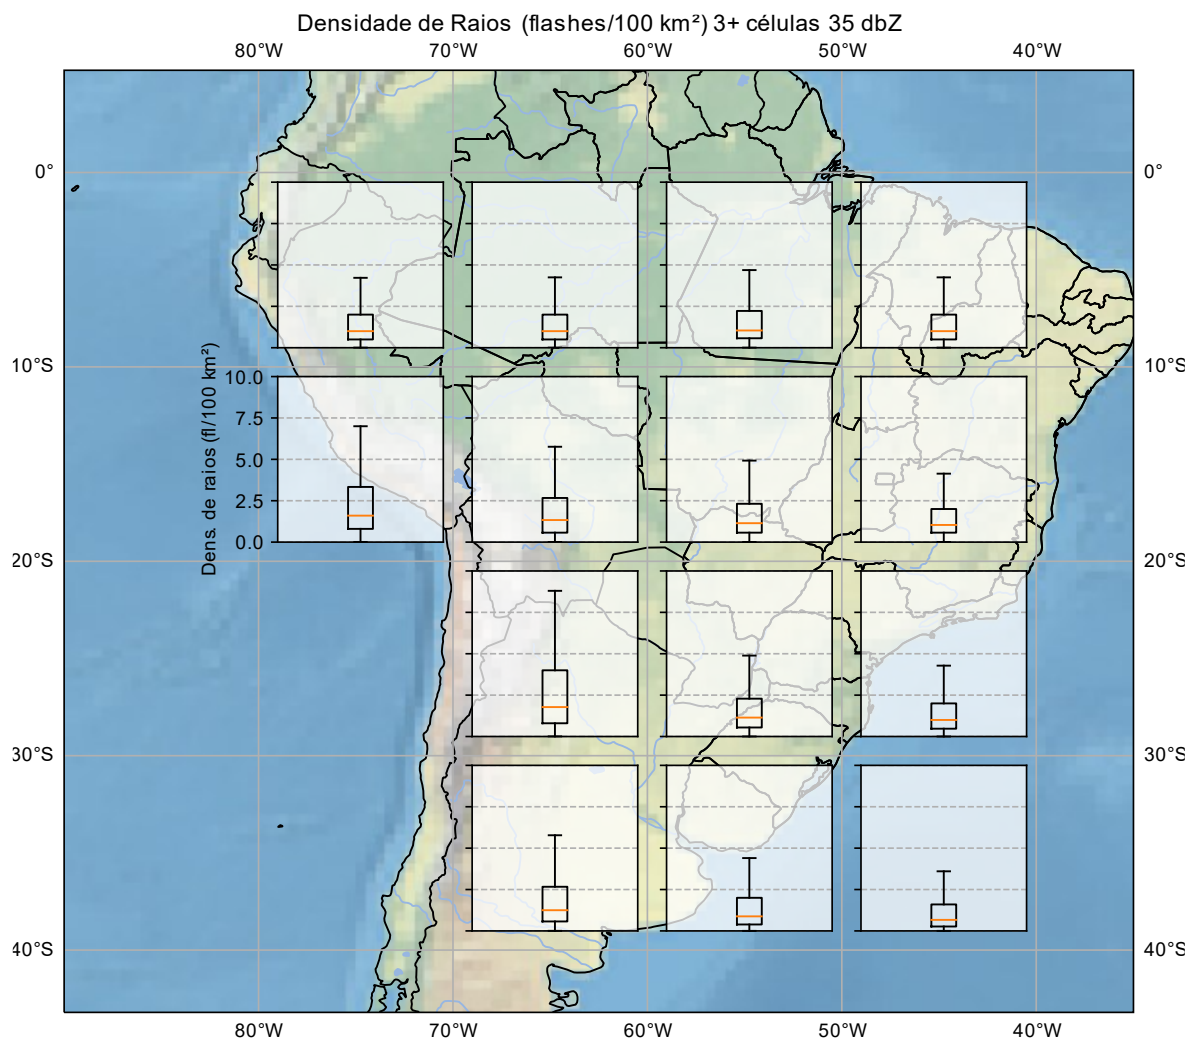 Densidade de Raios (flashes/100 km²) 3+ células 35 dbZ
80°W 70°W 60°W 50°W 40°W
0° 0°
10°S 10°S
10.0
7.5
5.0
2.5
0.0
Dens. de raios (fl/100 km²)
20°S 20°S
30°S 30°S
40°S 40°S
80°W 70°W 60°W 50°W 40°W